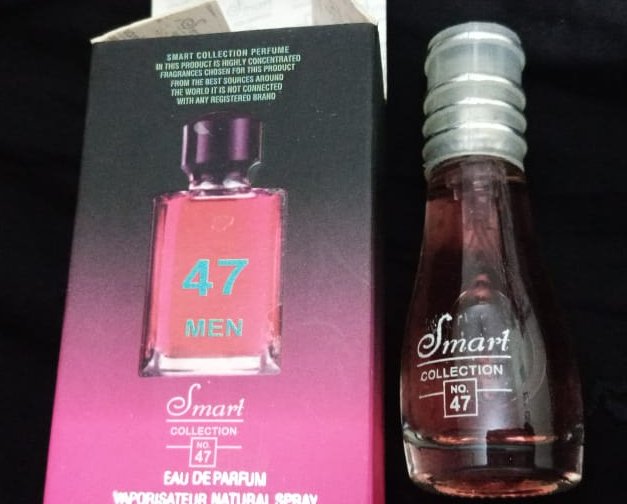 SMART COLLECTION PERFUME
IN THIS PRODUCT IS HIGHLY CONCENTRATED
FRAGRANCES CHOSEN FOR THIS PRODUCT
FROM THE BEST SOURCES AROUND
THE WORLD IT IS NOT CONNECTED
WITH ANY REGISTERED BRAND
47
MEN
Smart
COLLECTION
NO.
47
EAU DE PARFUM
VAPORISATEUR NATURAL SPRAY
Smart
COLLECTION
NO.
47